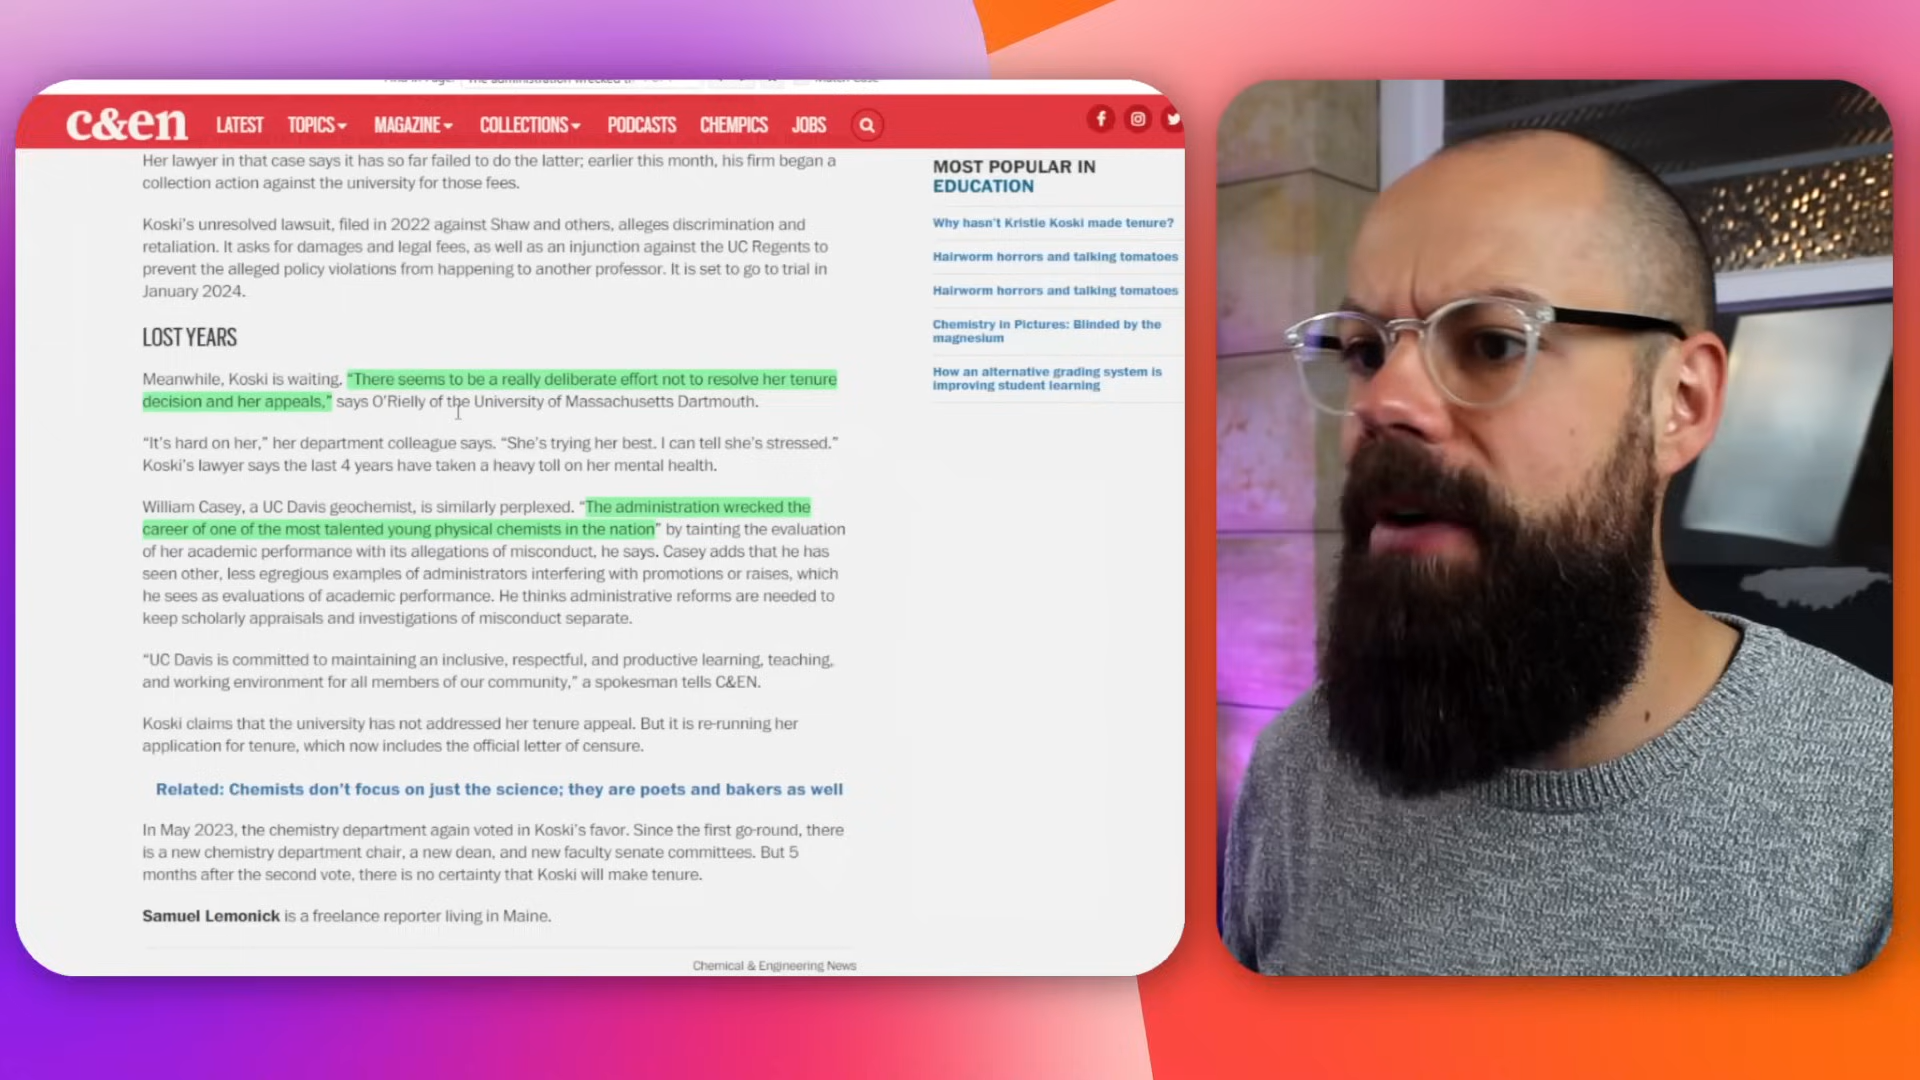 c&en
LATEST TOPICS MAGAZINE COLLECTIONS PODCASTS CHEMPICS JOBS
Her lawyer in that case says it has so far failed to do the latter; earlier this month, his firm began a
collection action against the university for those fees.
Koski's unresolved lawsuit, filed in 2022 against Shaw and others, alleges discrimination and
retaliation. It asks for damages and legal fees, as well as an injunction against the UC Regents to
prevent the alleged policy violations from happening to another professor. It is set to go to trial in
January 2024.
LOST YEARS
Meanwhile, Koski is waiting. “There seems to be a really deliberate effort not to resolve her tenure
decision and her appeals,” says O’Rielly of the University of Massachusetts Dartmouth.
“It’s hard on her,” her department colleague says. “She’s trying her best. I can tell she’s stressed.”
Koski’s lawyer says the last 4 years have taken a heavy toll on her mental health.
William Casey, a UC Davis geochemist, is similarly perplexed. “The administration wrecked the
career of one of the most talented young physical chemists in the nation” by tainting the evaluation
of her academic performance with its allegations of misconduct, he says. Casey adds that he has
seen other, less egregious examples of administrators interfering with promotions or raises, which
he sees as evaluations of academic performance. He thinks administrative reforms are needed to
keep scholarly appraisals and investigations of misconduct separate.
“UC Davis is committed to maintaining an inclusive, respectful, and productive learning, teaching,
and working environment for all members of our community,” a spokesman tells C&EN.
Koski claims that the university has not addressed her tenure appeal. But it is re-running her
application for tenure, which now includes the official letter of censure.
Related: Chemists don’t focus on just the science; they are poets and bakers as well
In May 2023, the chemistry department again voted in Koski’s favor. Since the first go-round, there
is a new chemistry department chair, a new dean, and new faculty senate committees. But 5
months after the second vote, there is no certainty that Koski will make tenure.
Samuel Lemonick is a freelance reporter living in Maine.
Chemical & Engineering News
MOST POPULAR IN
EDUCATION
Why hasn’t Kristie Koski made tenure?
Hairworm horrors and talking tomatoes
Hairworm horrors and talking tomatoes
Chemistry in Pictures: Blinded by the
magnesium
How an alternative grading system is
improving student learning